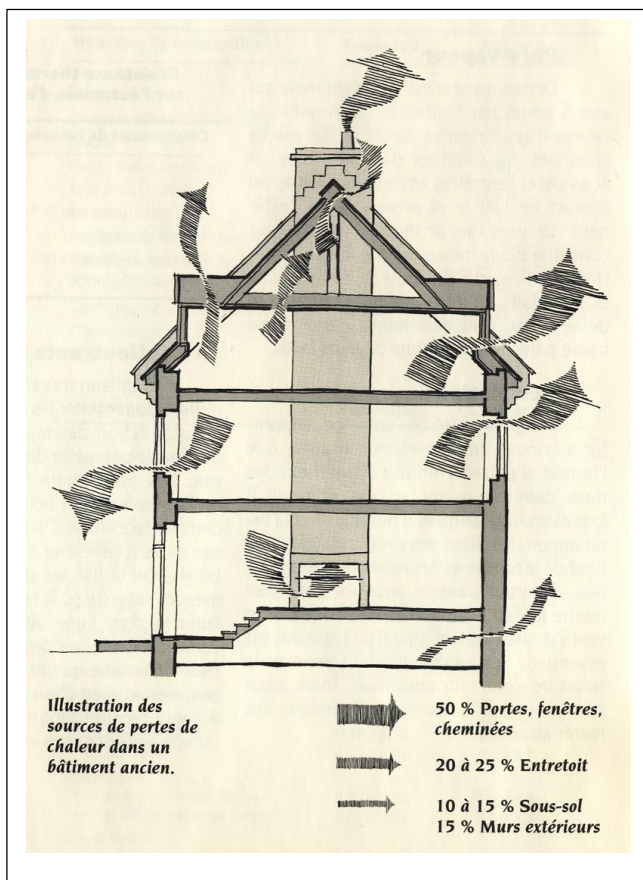 Illustration des
sources de pertes de
chaleur dans un
bâtiment ancien.
50 % Portes, fenêtres,
cheminées
20 à 25 % Entretoit
10 à 15 % Sous-sol
15 % Murs extérieurs